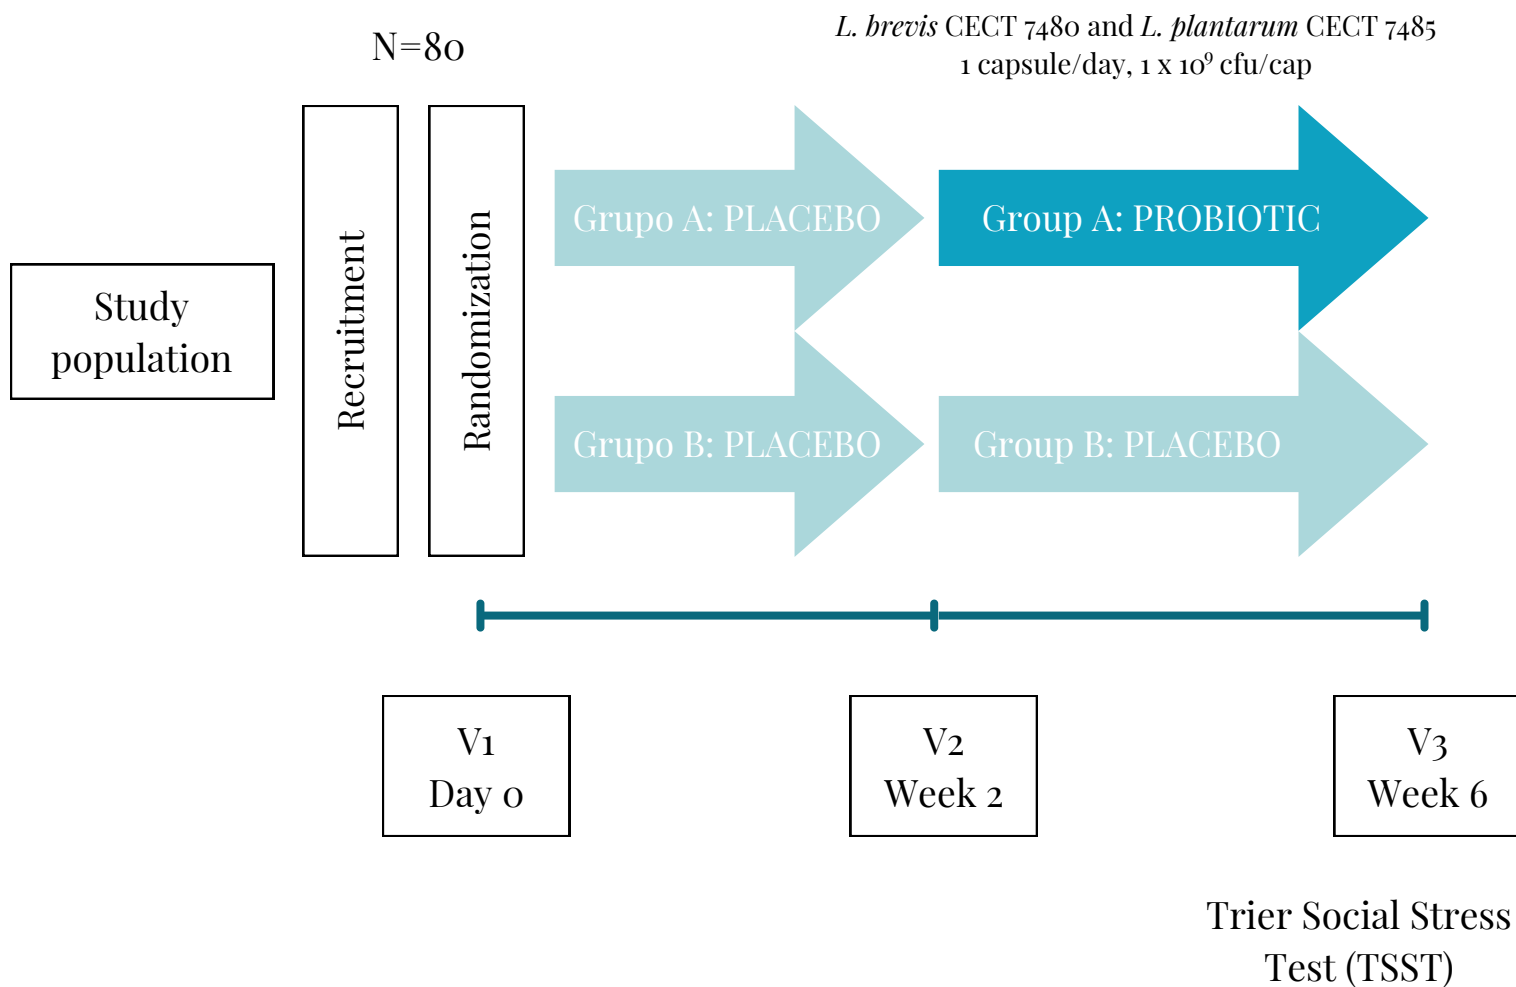 N=80
L. brevis CECT 7480 and L. plantarum CECT 7485
1 capsule/day, 1 x 10⁹ cfu/cap
Study
population
Recruitment
Randomization
Grupo A: PLACEBO
Group A: PROBIOTIC
Grupo B: PLACEBO
Group B: PLACEBO
V1
Day 0
V2
Week 2
V3
Week 6
Trier Social Stress
Test (TSST)